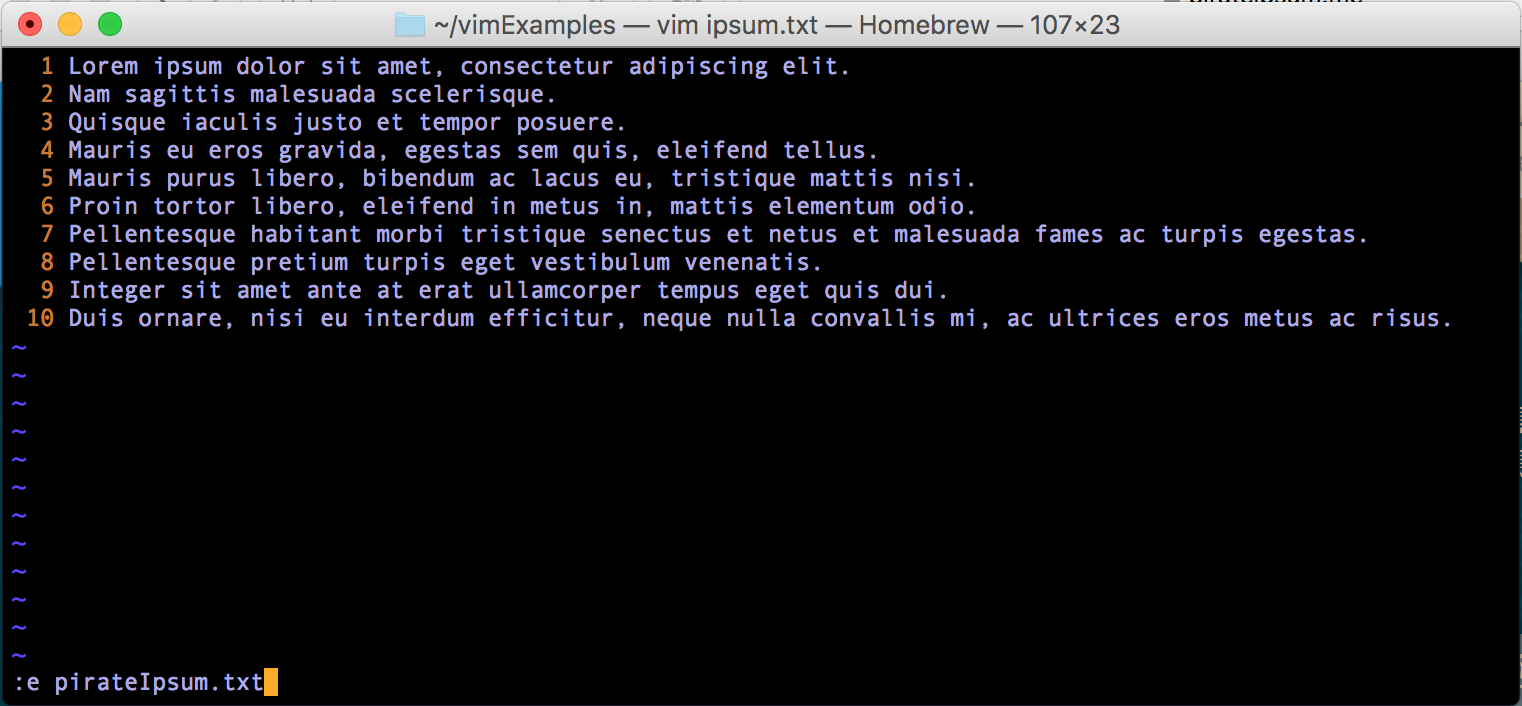 ~/vimExamples — vim ipsum.txt — Homebrew — 107×23
1 Lorem ipsum dolor sit amet, consectetur adipiscing elit.
2 Nam sagittis malesuada scelerisque.
3 Quisque iaculis justo et tempor posuere.
4 Mauris eu eros gravida, egestas sem quis, eleifend tellus.
5 Mauris purus libero, bibendum ac lacus eu, tristique mattis nisi.
6 Proin tortor libero, eleifend in metus in, mattis elementum odio.
7 Pellentesque habitant morbi tristique senectus et netus et malesuada fames ac turpis egestas.
8 Pellentesque pretium turpis eget vestibulum venenatis.
9 Integer sit amet ante at erat ullamcorper tempus eget quis dui.
10 Duis ornare, nisi eu interdum efficitur, neque nulla convallis mi, ac ultrices eros metus ac risus.
~
~
~
~
~
~
~
~
~
~
~
~
:e pirateIpsum.txt